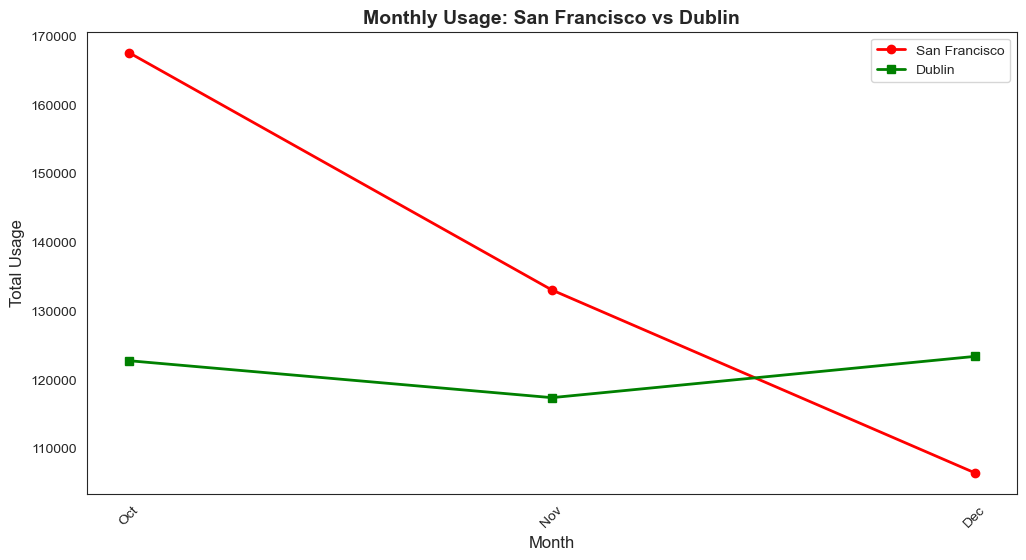 Monthly Usage: San Francisco vs Dublin
San Francisco
Dublin
Total Usage
170000
160000
150000
140000
130000
120000
110000
Oct
Nov
Dec
Month